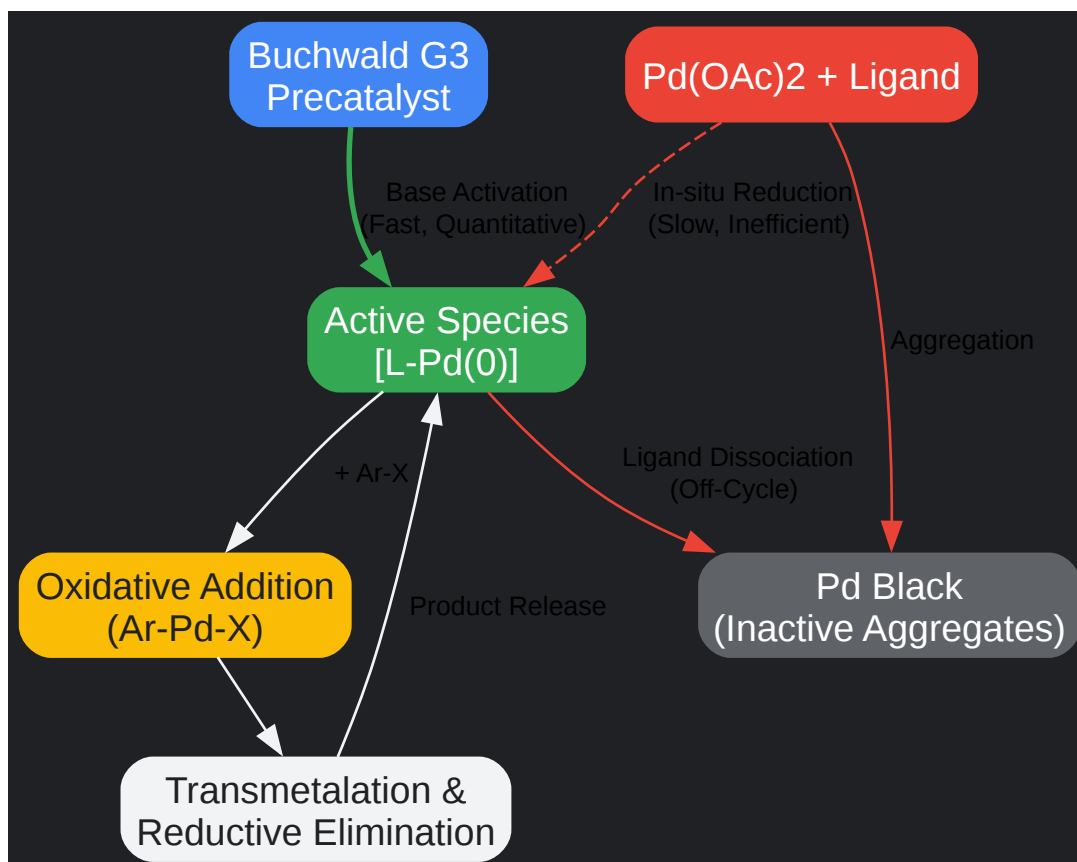 Buchwald G3
Precatalyst
Pd(OAc)2 + Ligand
Base Activation
(Fast, Quantitative)
In-situ Reduction
(Slow, Inefficient)
Active Species
[L-Pd(0)]
Aggregation
+ Ar-X
Ligand Dissociation
(Off-Cycle)
Oxidative Addition
(Ar-Pd-X)
Product Release
Pd Black
(Inactive Aggregates)
Transmetalation &
Reductive Elimination